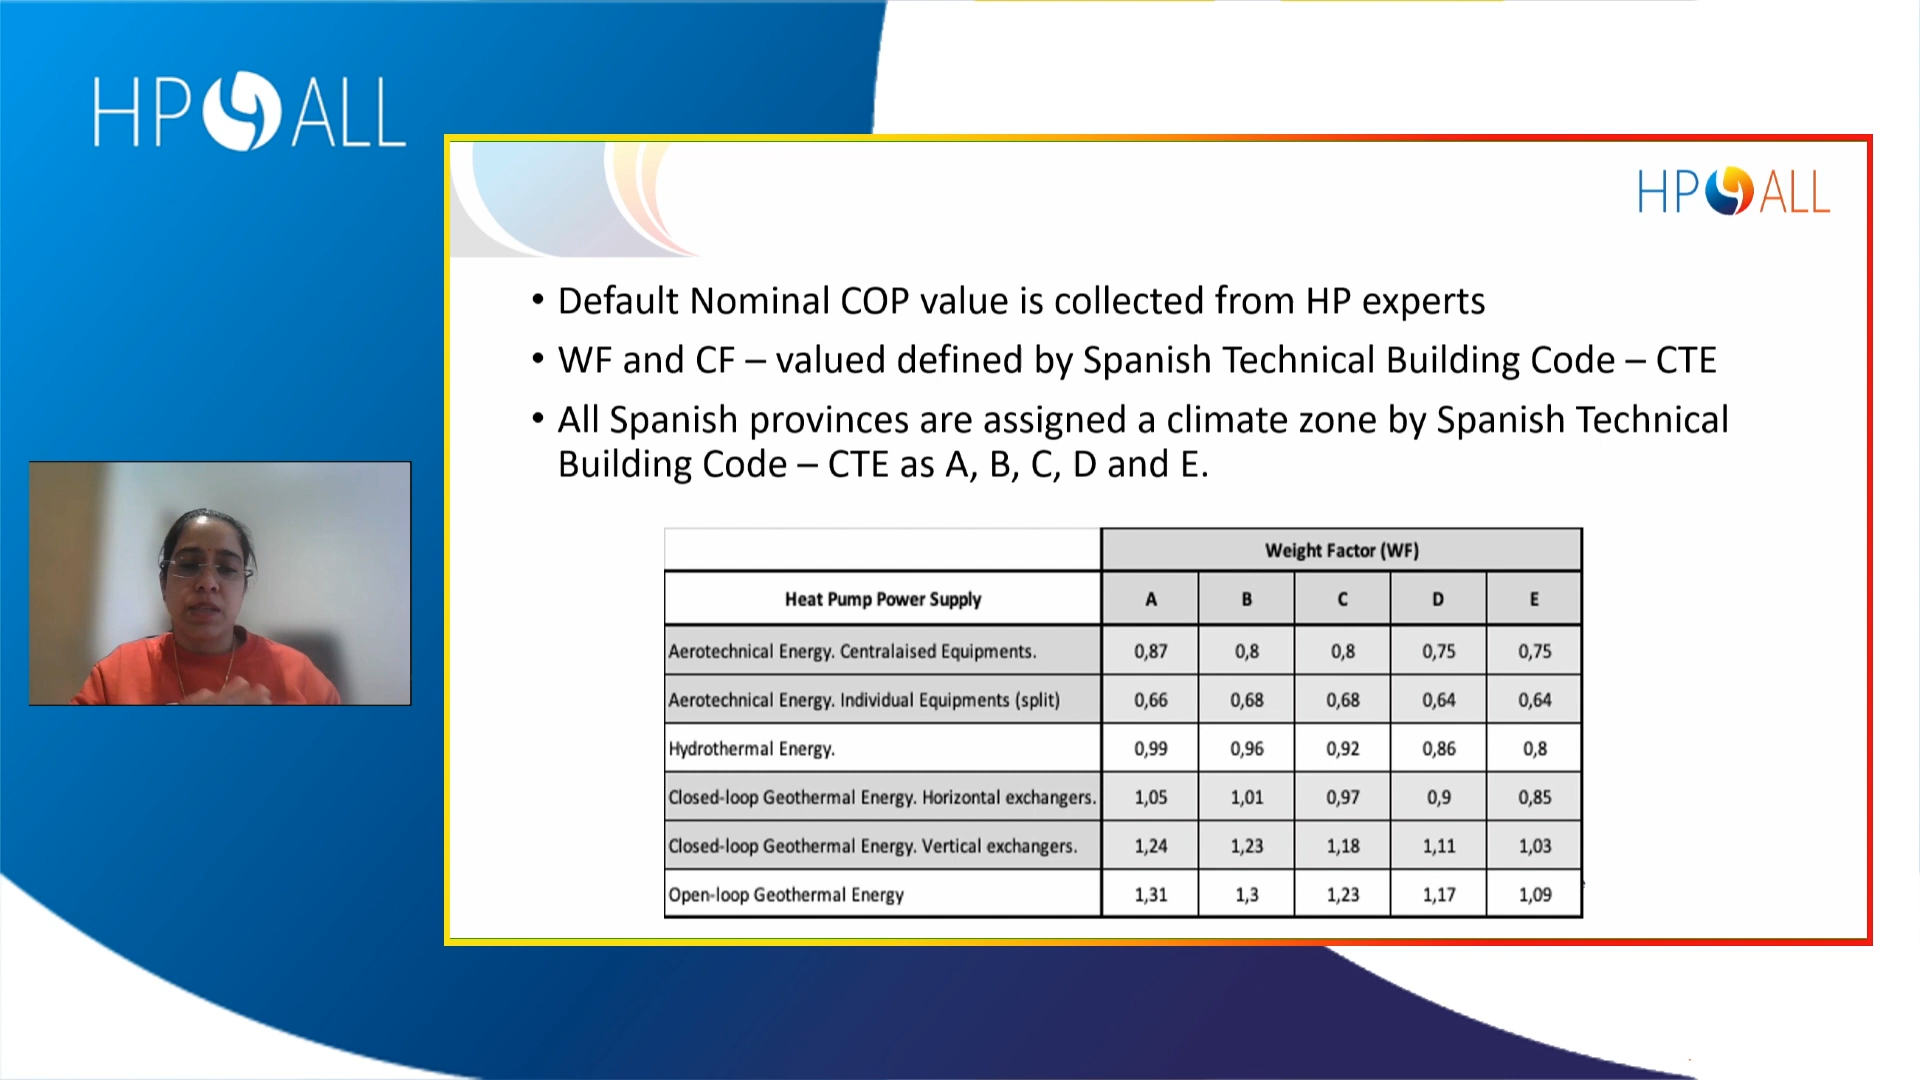 HP4ALL
HP4ALL
• Default Nominal COP value is collected from HP experts
• WF and CF – valued defined by Spanish Technical Building Code – CTE
• All Spanish provinces are assigned a climate zone by Spanish Technical
Building Code – CTE as A, B, C, D and E.
Weight Factor (WF)
Heat Pump Power Supply A B C D E
Aerotechnical Energy. Centralaised Equipments. 0,87 0,8 0,8 0,75 0,75
Aerotechnical Energy. Individual Equipments (split) 0,66 0,68 0,68 0,64 0,64
Hydrothermal Energy. 0,99 0,96 0,92 0,86 0,8
Closed-loop Geothermal Energy. Horizontal exchangers. 1,05 1,01 0,97 0,9 0,85
Closed-loop Geothermal Energy. Vertical exchangers. 1,24 1,23 1,18 1,11 1,03
Open-loop Geothermal Energy 1,31 1,3 1,23 1,17 1,09